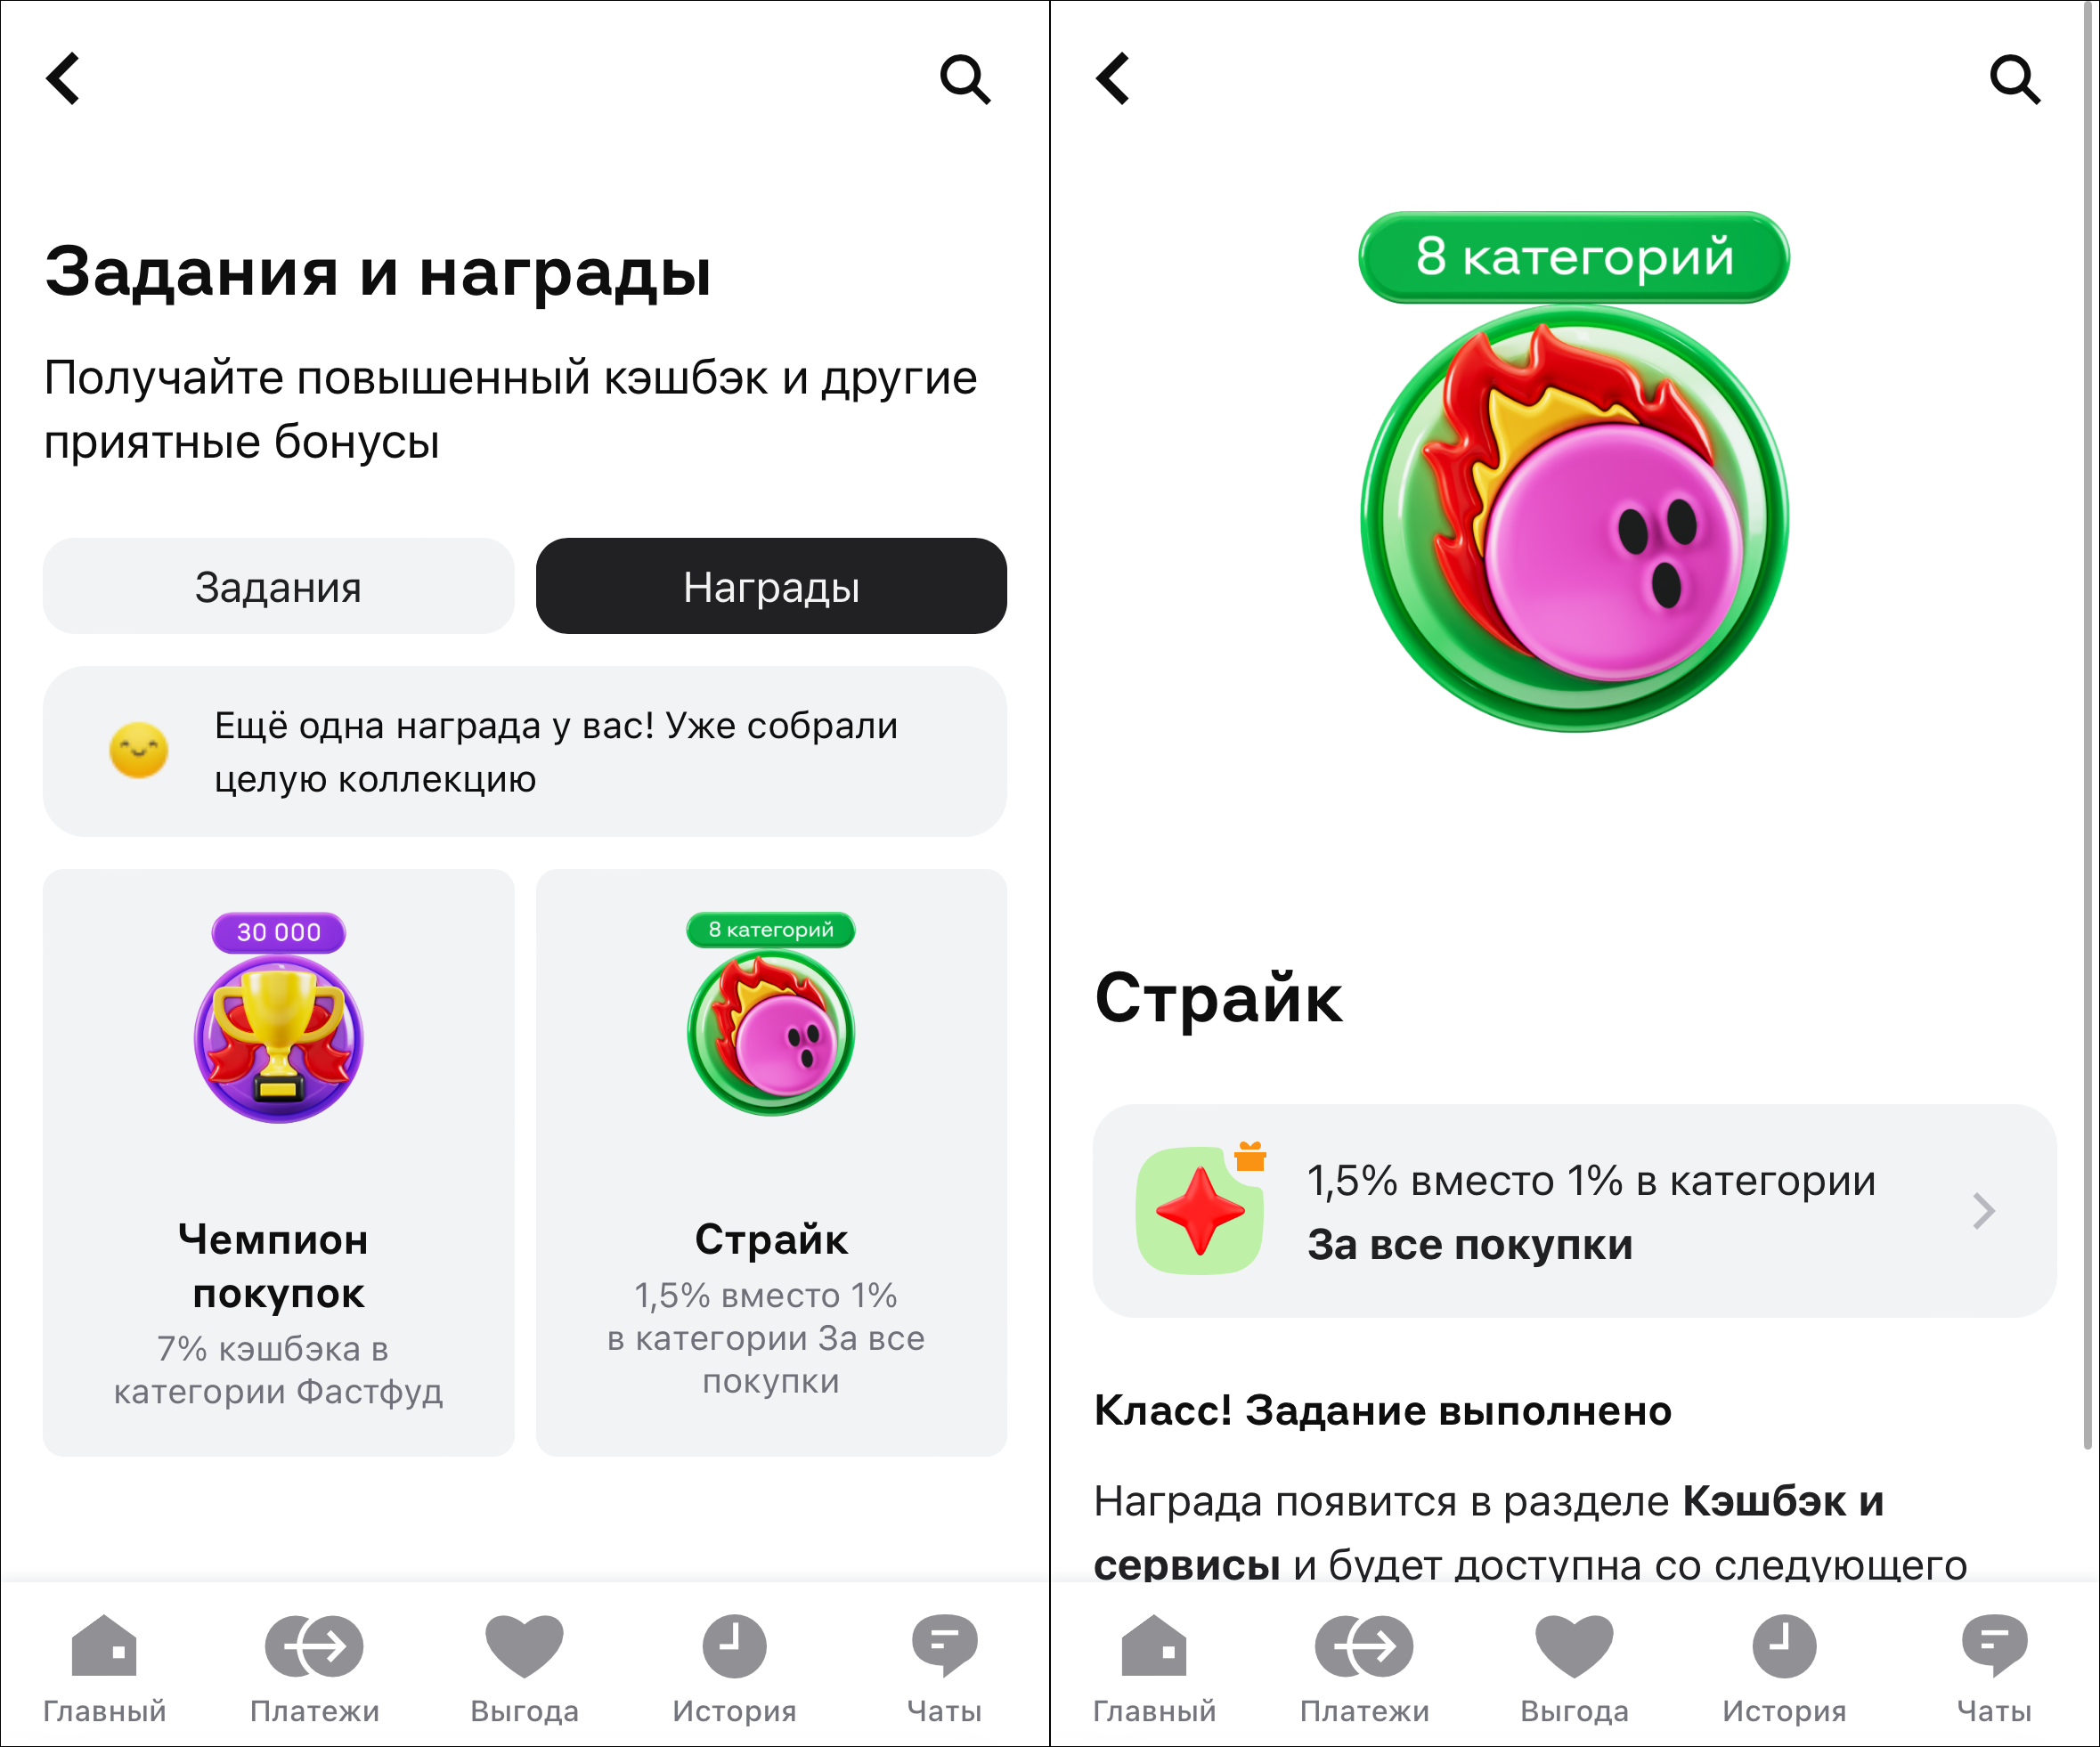 Задания и награды
Получайте повышенный кэшбэк и другие
приятные бонусы
Задания
Награды
Ещё одна награда у вас! Уже собрали
целую коллекцию
30 000
Чемпион
покупок
7% кэшбэка в
категории Фастфуд
8 категорий
Страйк
1,5% вместо 1%
в категории За все
покупки
Главный
Платежи
Выгода
История
Чаты
8 категорий
Страйк
1,5% вместо 1% в категории
За все покупки
Класс! Задание выполнено
Награда появится в разделе Кэшбэк и
сервисы и будет доступна со следующего
Главный
Платежи
Выгода
История
Чаты